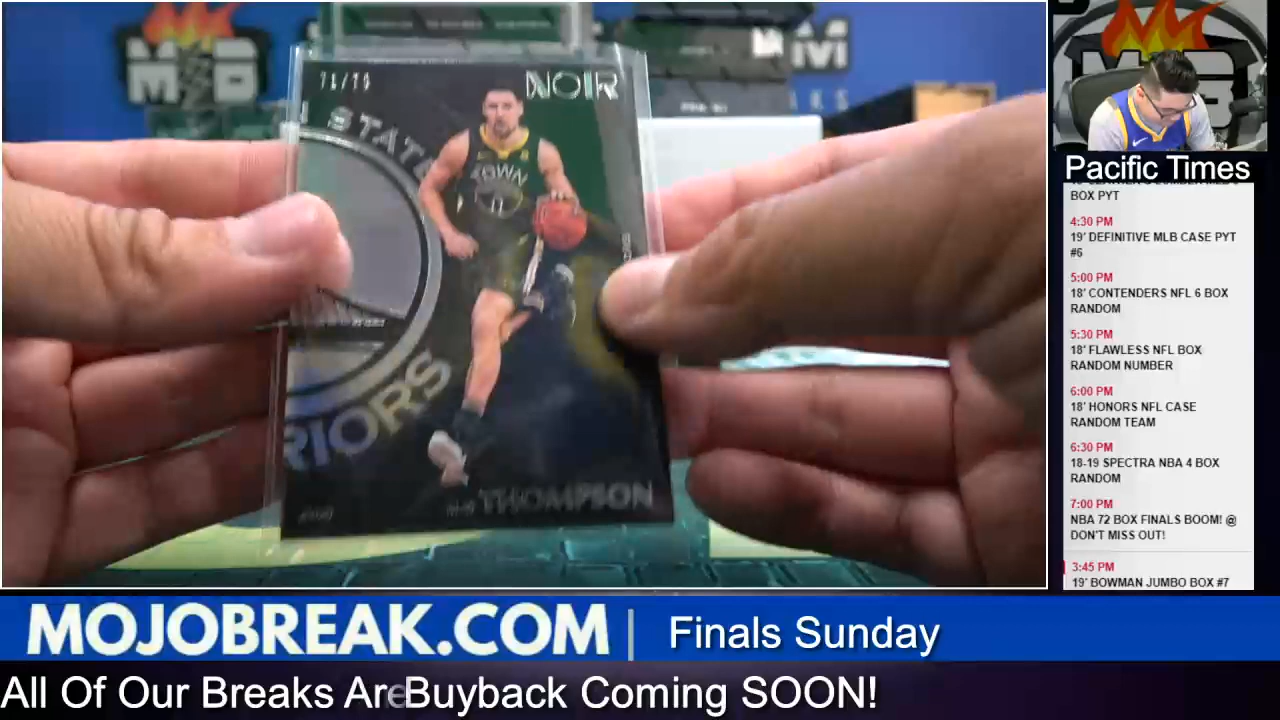 71/75
NOIR
STATE
TOWN
RIORS
THOMPSON
Pacific Times
BOX PYT
4:30 PM
19' DEFINITIVE MLB CASE PYT
#6
5:00 PM
18' CONTENDERS NFL 6 BOX
RANDOM
5:30 PM
18' FLAWLESS NFL BOX
RANDOM NUMBER
6:00 PM
18' HONORS NFL CASE
RANDOM TEAM
6:30 PM
18-19 SPECTRA NBA 4 BOX
RANDOM
7:00 PM
NBA 72 BOX FINALS BOOM! @
DON'T MISS OUT!
3:45 PM
19' BOWMAN JUMBO BOX #7
MOJOBREAK.COM | Finals Sunday
All Of Our Breaks Are Buyback Coming SOON!